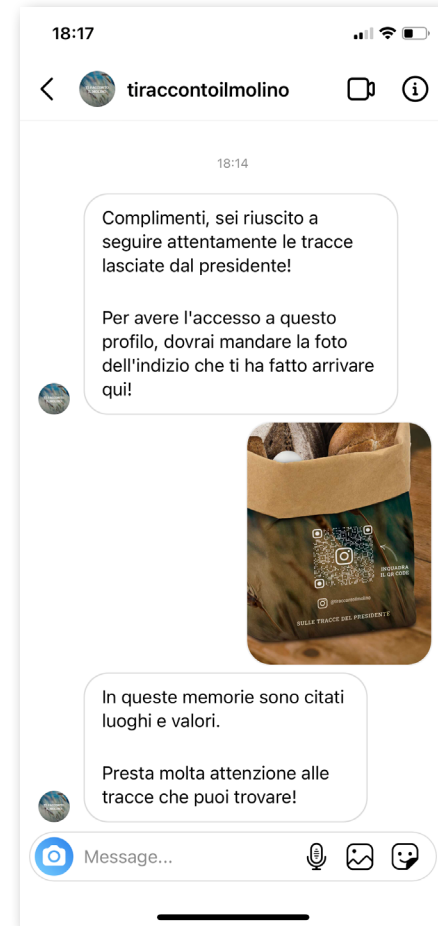 18:17
tiraccontoilmolino
18:14
Complimenti, sei riuscito a
seguire attentamente le tracce
lasciate dal presidente!
Per avere l'accesso a questo
profilo, dovrai mandare la foto
dell'indizio che ti ha fatto arrivare
qui!
INQUADRA
IL QR CODE
@tiraccontoilmolino
SULLE TRACCE DEL PRESIDENTE
In queste memorie sono citati
luoghi e valori.
Presta molta attenzione alle
tracce che puoi trovare!
Message...